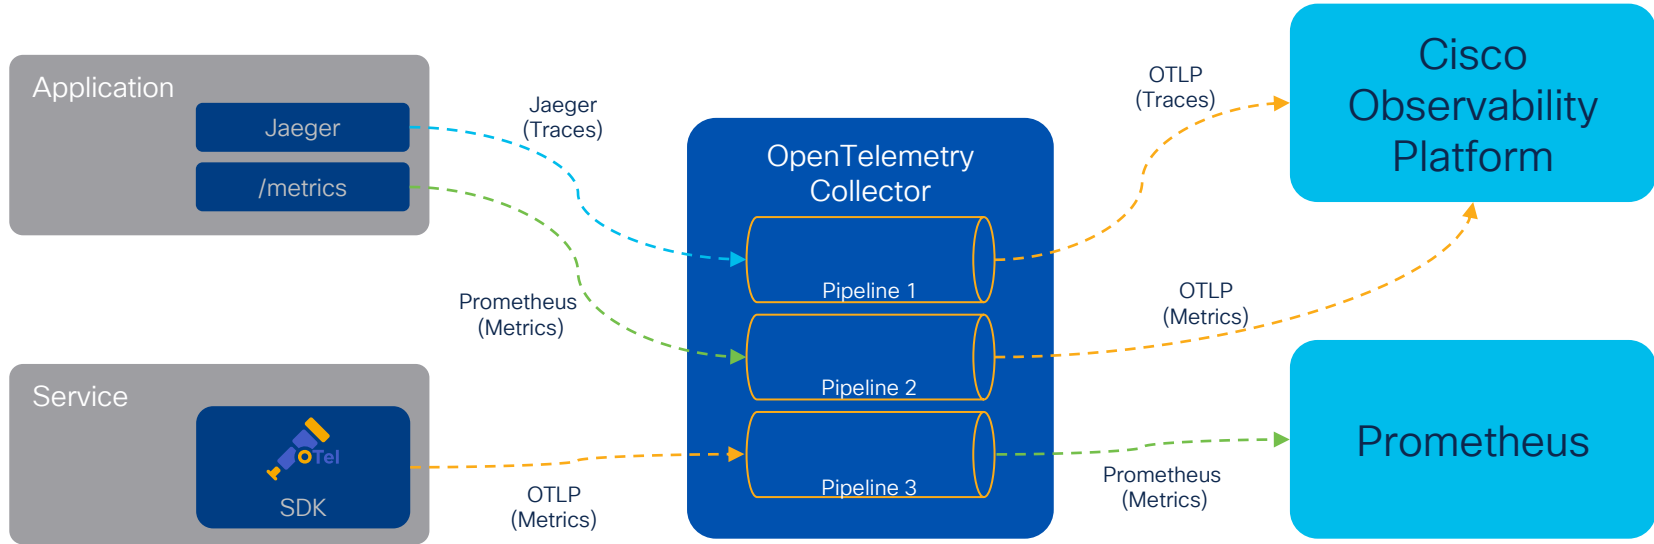 Application
Jaeger
/metrics
Service
Tel
SDK
Jaeger
(Traces)
Prometheus
(Metrics)
OTLP
(Metrics)
OpenTelemetry
Collector
Pipeline 1
Pipeline 2
Pipeline 3
OTLP
(Traces)
OTLP
(Metrics)
Prometheus
(Metrics)
Cisco
Observability
Platform
Prometheus